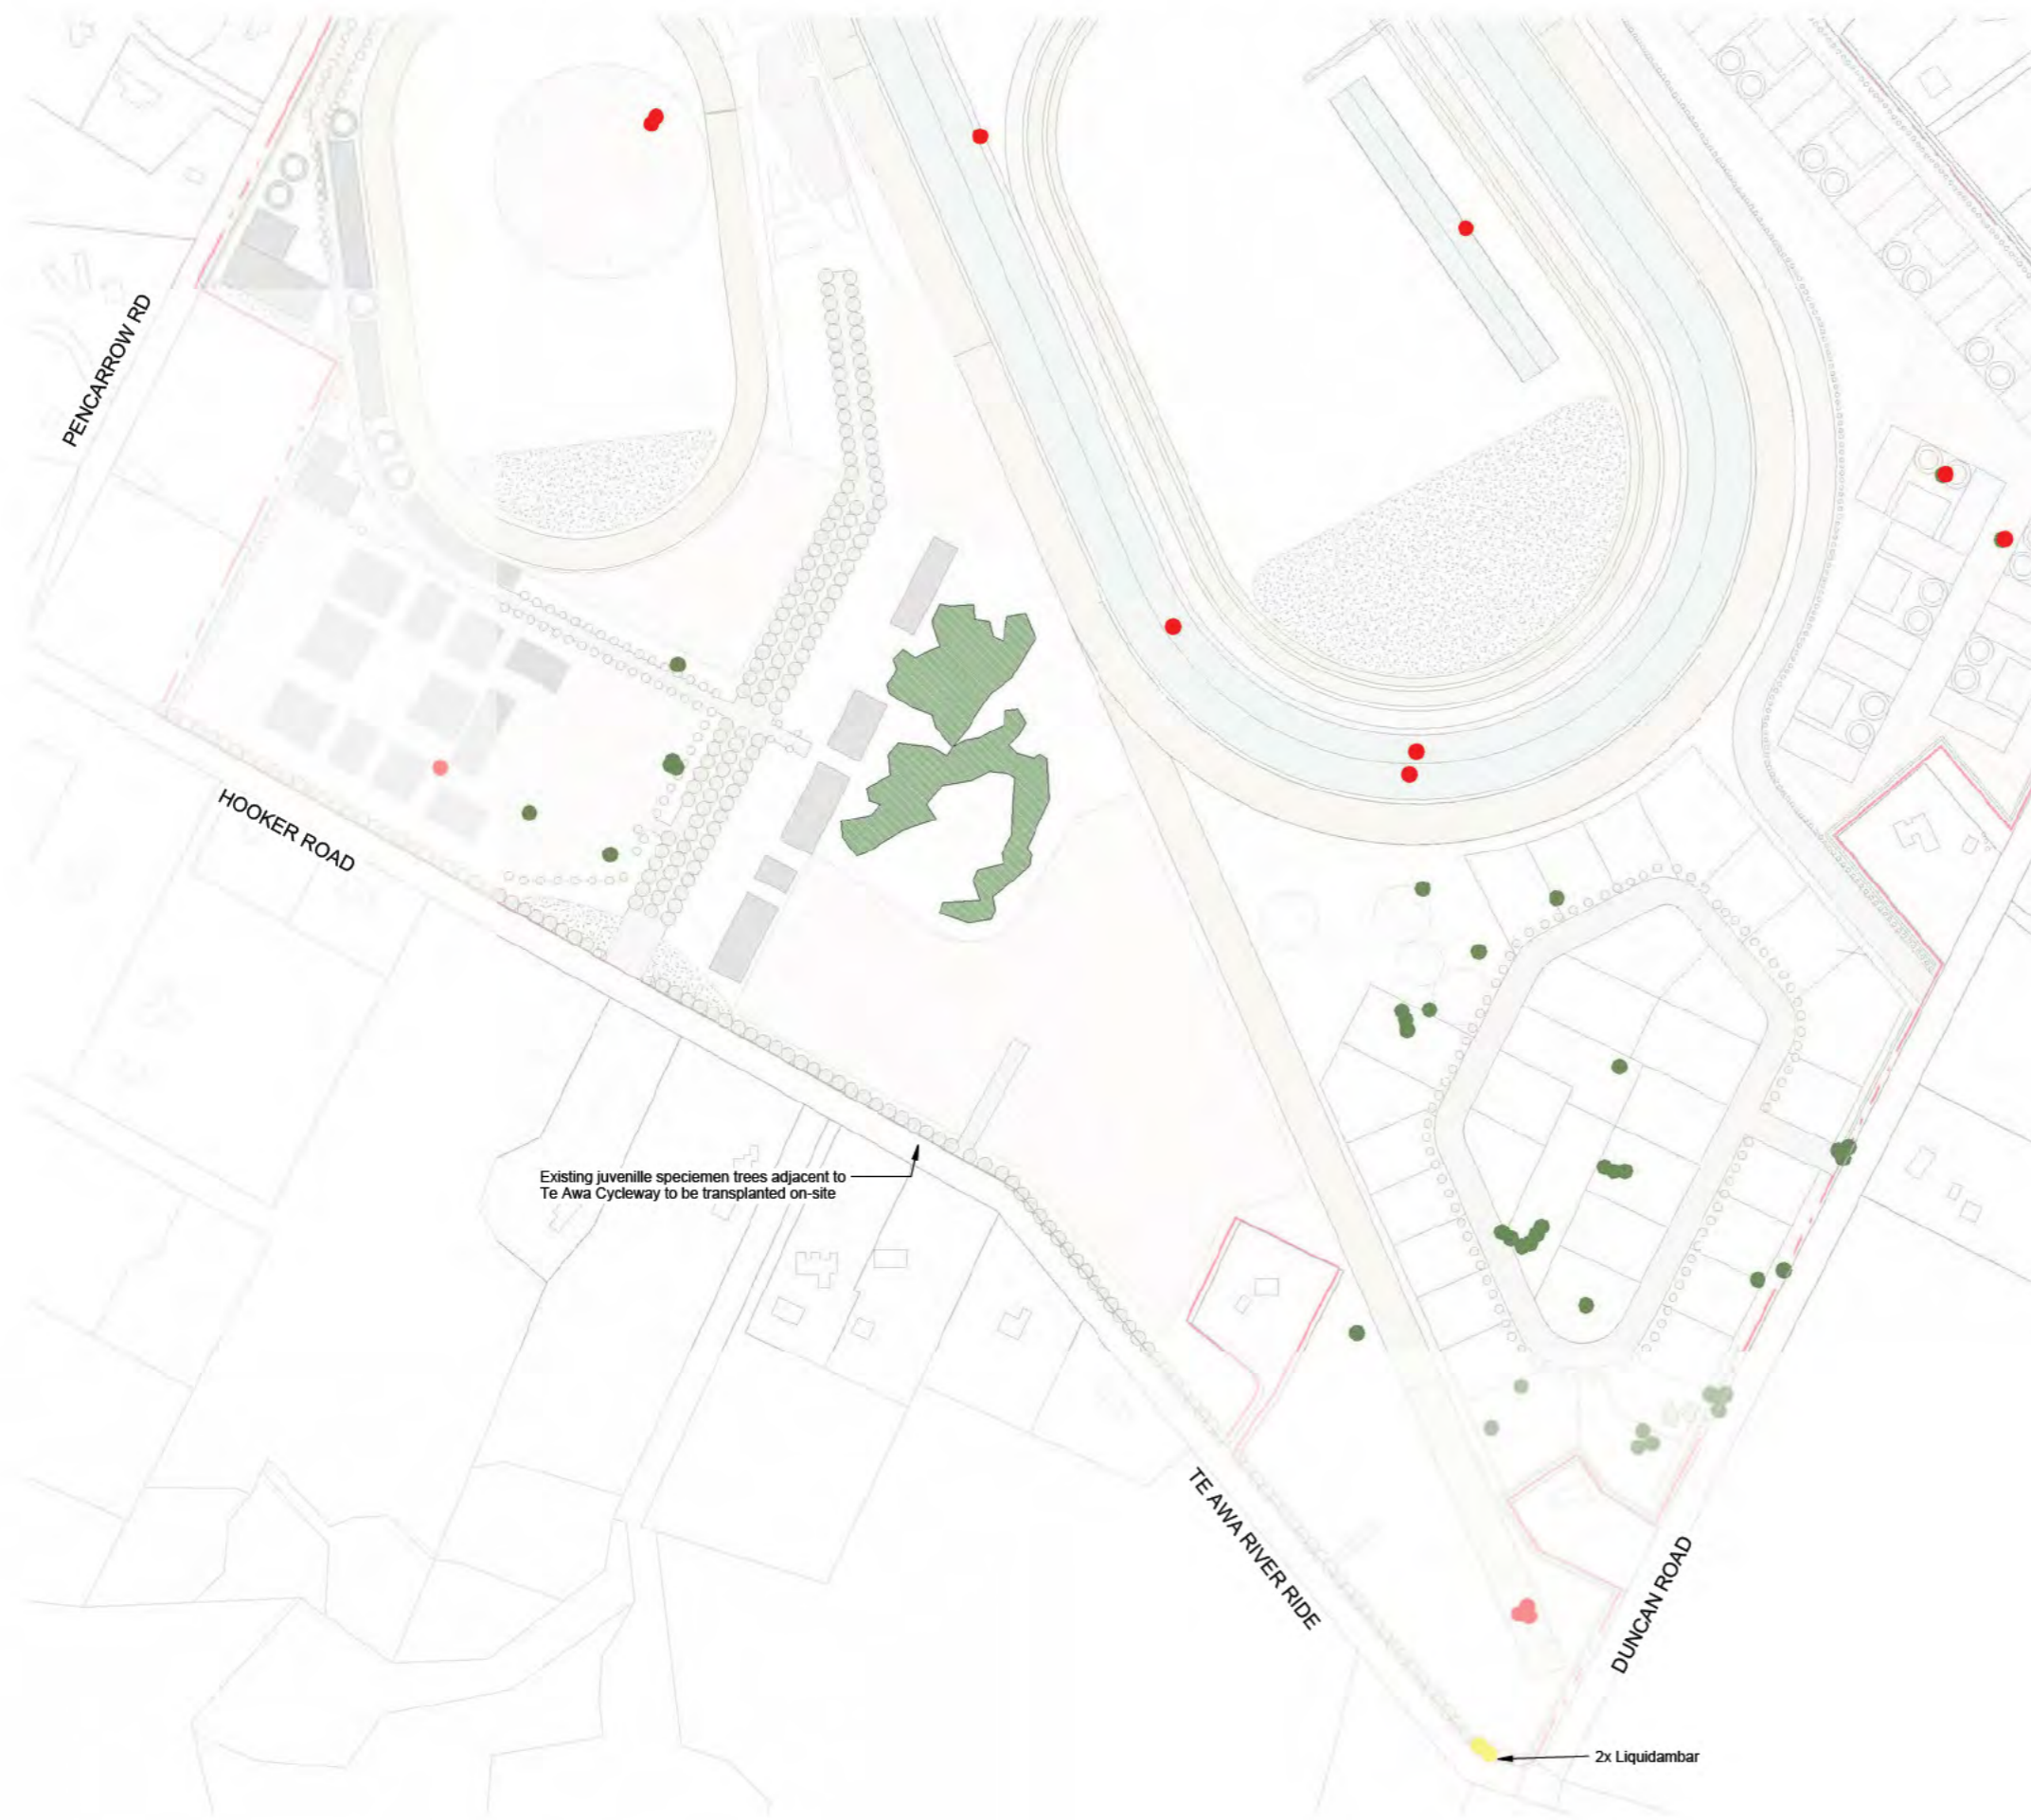 PENCARROW RD
HOOKER ROAD
Existing juvenille speciemen trees adjacent to
Te Awa Cycleway to be transplanted on-site
TE AWA RIVER RIDE
DUNCAN ROAD
2x Liquidambar